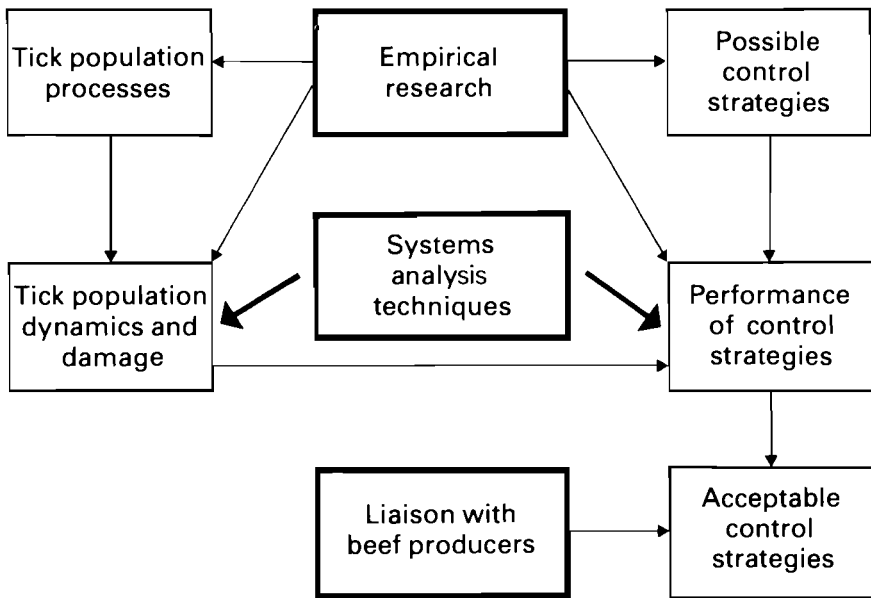 Tick population
processes
Empirical
research
Possible
control
strategies
Tick population
dynamics and
damage
Systems
analysis
techniques
Performance
of control
strategies
Liaison with
beef producers
Acceptable
control
strategies